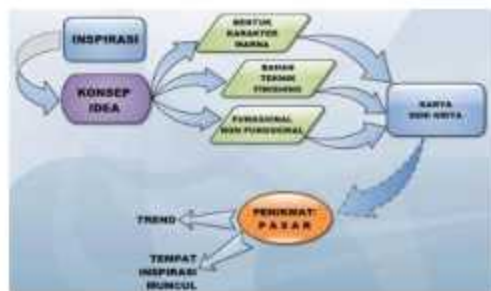 INSPIRASI
KONSEP
IDEA
BENTUK
KARAKTER
WARNA
BAHAN
TEKNIK
FINISHING
FUNGSIONAL
NON FUNGSIONAL
KARYA
SENI KRIYA
PENIKMAT/
PASAR
TREND
TEMPAT
INSPIRASI
MUNCUL